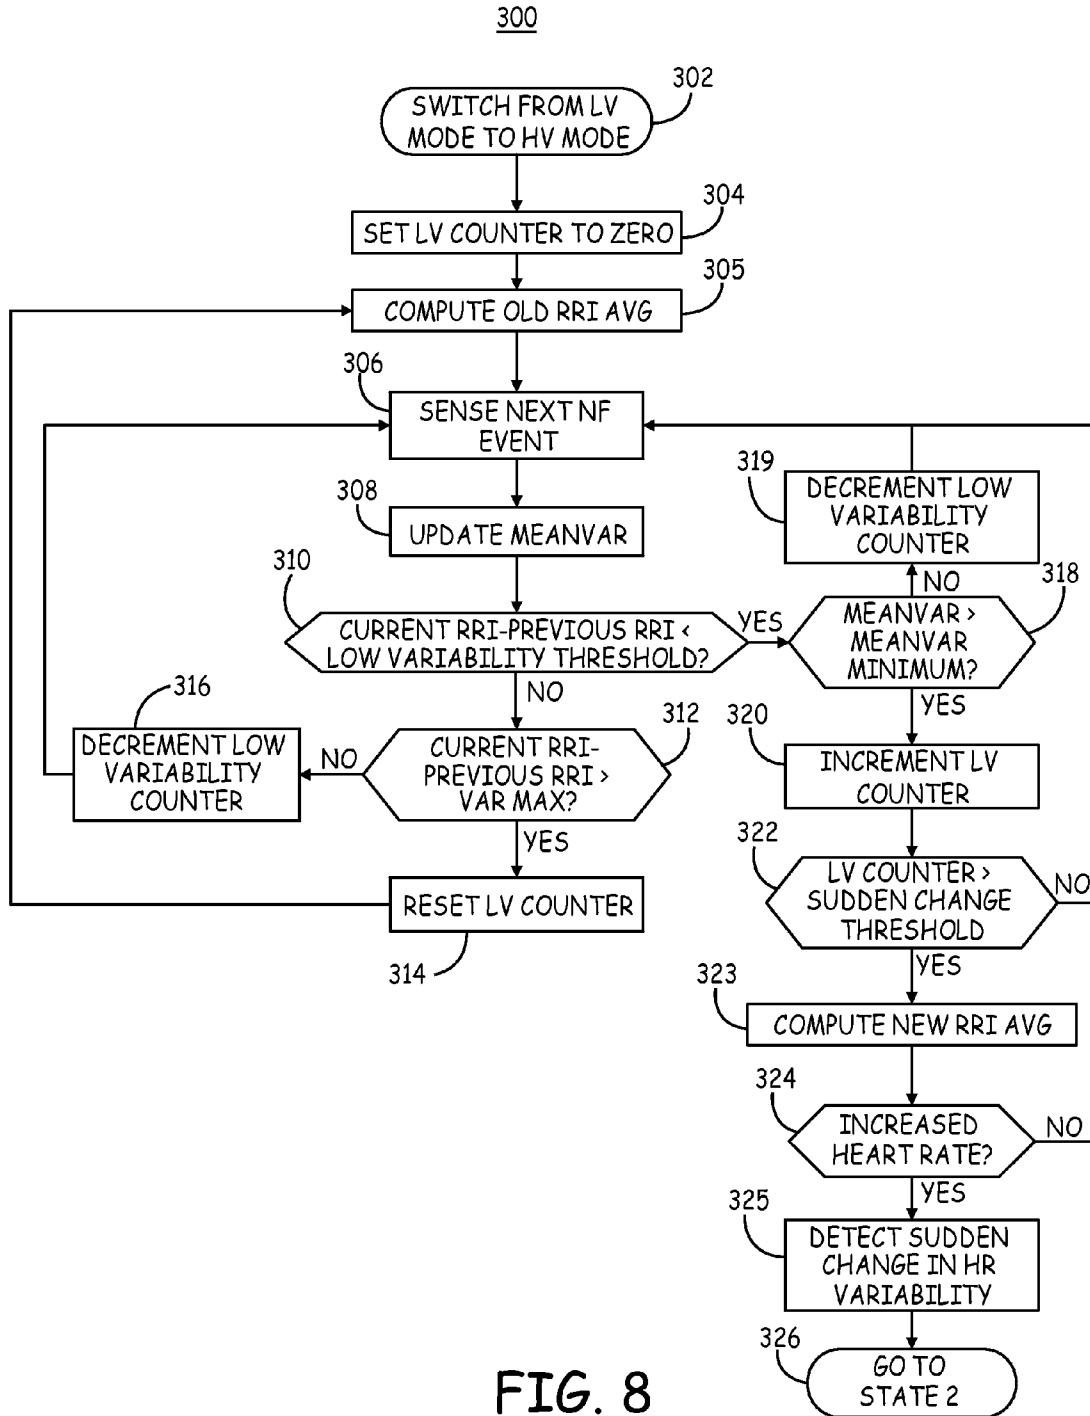 300
302
SWITCH FROM LV
MODE TO HV MODE
304
SET LV COUNTER TO ZERO
305
COMPUTE OLD RRI AVG
306
SENSE NEXT NF
EVENT
308
UPDATE MEANVAR
310
CURRENT RRI-PREVIOUS RRI <
LOW VARIABILITY THRESHOLD?
YES
NO
312
CURRENT RRI-
PREVIOUS RRI >
VAR MAX?
NO
316
DECREMENT LOW
VARIABILITY
COUNTER
YES
RESET LV COUNTER
314
319
DECREMENT LOW
VARIABILITY
COUNTER
NO
318
MEANVAR >
MEANVAR
MINIMUM?
YES
320
INCREMENT LV
COUNTER
322
LV COUNTER >
SUDDEN CHANGE
THRESHOLD
NO
YES
323
COMPUTE NEW RRI AVG
324
INCREASED
HEART RATE?
NO
YES
325
DETECT SUDDEN
CHANGE IN HR
VARIABILITY
326
GO TO
STATE 2
FIG. 8